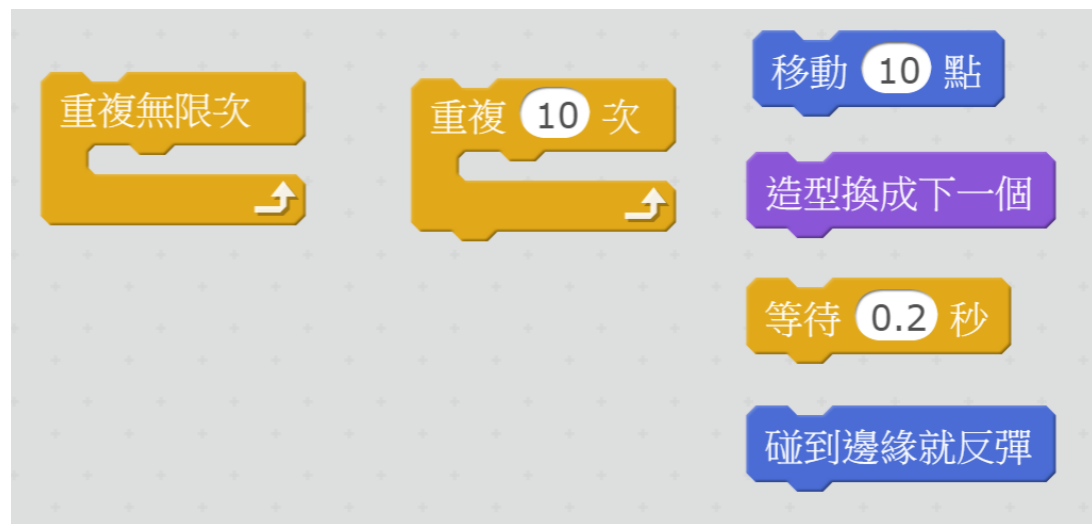 重複無限次
重複 10 次
移動 10 點
造型換成下一個
等待 0.2 秒
碰到邊緣就反彈